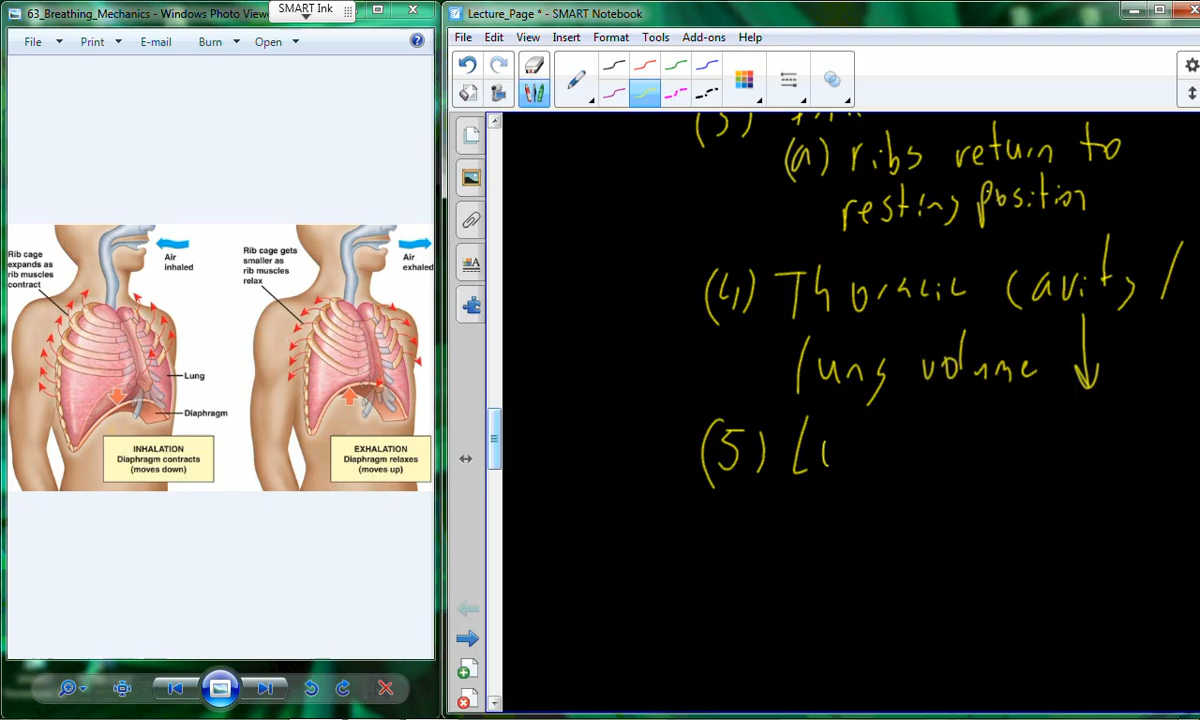 63_Breathing_Mechanics - Windows Photo Viewe
SMART Ink
File Print E-mail Burn Open
Lecture_Page * - SMART Notebook
File Edit View Insert Format Tools Add-ons Help
Rib cage
expands as
rib muscles
contract
Air
inhaled
Lung
Diaphragm
INHALATION
Diaphragm contracts
(moves down)
Rib cage gets
smaller as
rib muscles
relax
Air
exhaled
EXHALATION
Diaphragm relaxes
(moves up)
(3)
(a) ribs return to
resting position
(4) Thoracic Cavity /
lung volume ↓
(5) L